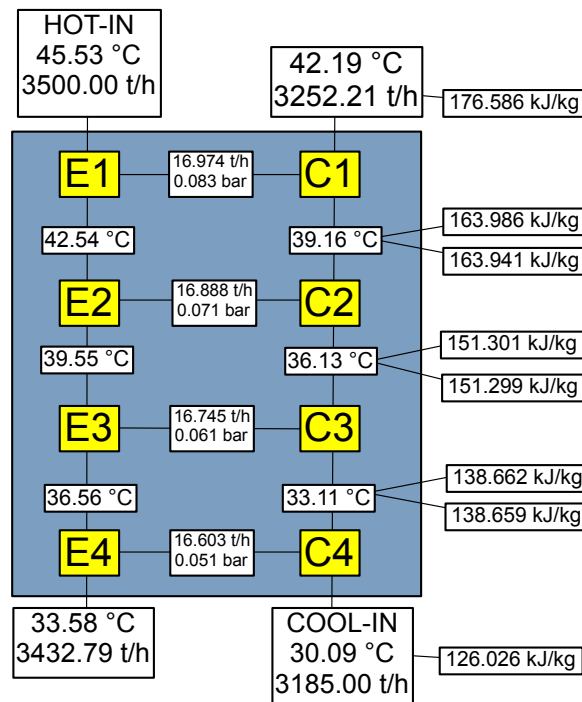 HOT-IN
45.53 °C
3500.00 t/h
42.19 °C
3252.21 t/h
176.586 kJ/kg
E1
16.974 t/h
0.083 bar
C1
42.54 °C
39.16 °C
163.986 kJ/kg
163.941 kJ/kg
E2
16.888 t/h
0.071 bar
C2
39.55 °C
36.13 °C
151.301 kJ/kg
151.299 kJ/kg
E3
16.745 t/h
0.061 bar
C3
36.56 °C
33.11 °C
138.662 kJ/kg
138.659 kJ/kg
E4
16.603 t/h
0.051 bar
C4
33.58 °C
3432.79 t/h
COOL-IN
30.09 °C
3185.00 t/h
126.026 kJ/kg